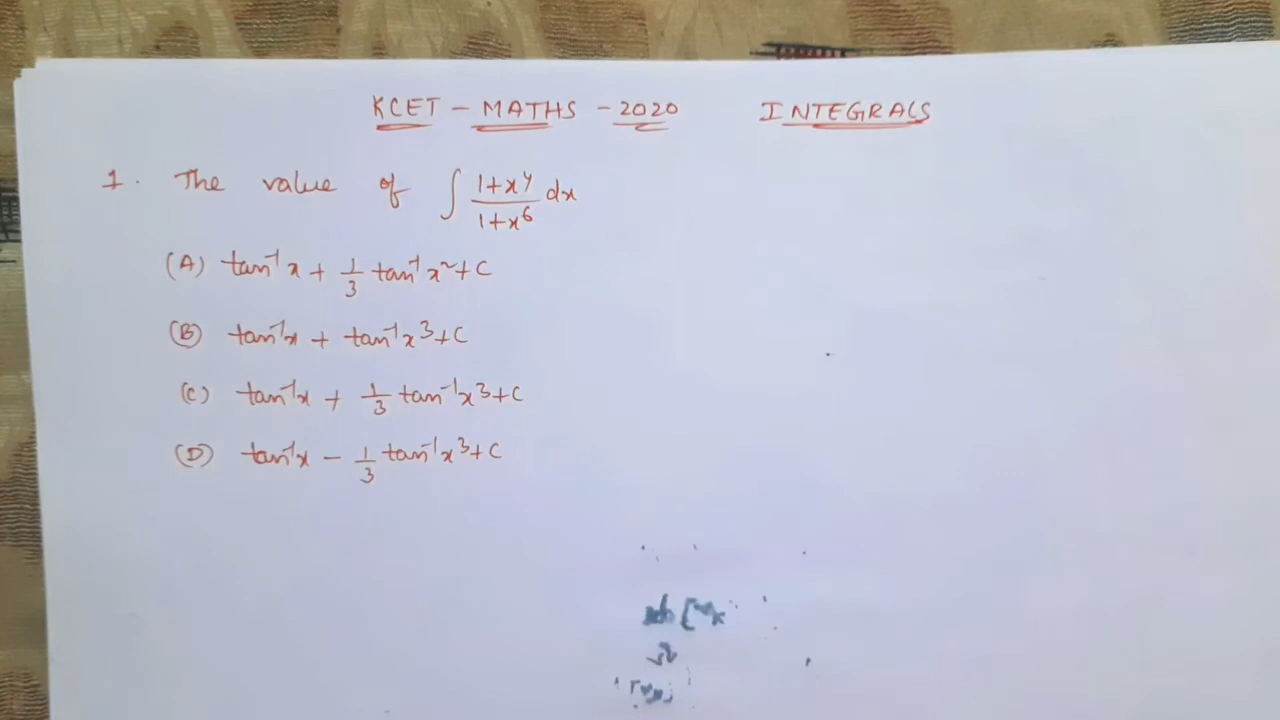 KCET - MATHS - 2020 INTEGRALS
1. The value of ∫ (1+x⁴)/(1+x⁶) dx
(A) tan⁻¹x + 1/3 tan⁻¹x² + C
(B) tan⁻¹x + tan⁻¹x³ + C
(C) tan⁻¹x + 1/3 tan⁻¹x³ + C
(D) tan⁻¹x - 1/3 tan⁻¹x³ + C